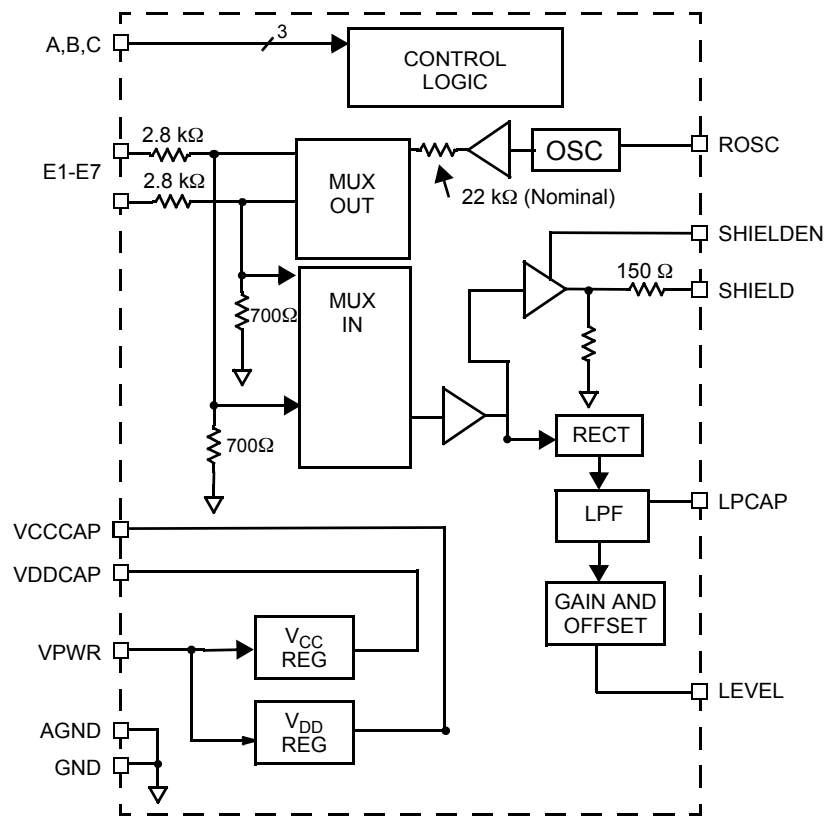 A,B,C
3
CONTROL
LOGIC
2.8 kΩ
E1-E7
2.8 kΩ
MUX
OUT
22 kΩ (Nominal)
OSC
ROSC
SHIELDEN
150 Ω
SHIELD
700Ω
MUX
IN
700Ω
RECT
LPF
LPCAP
GAIN AND
OFFSET
LEVEL
VCCCAP
VDDCAP
VPWR
VCC
REG
VDD
REG
AGND
GND